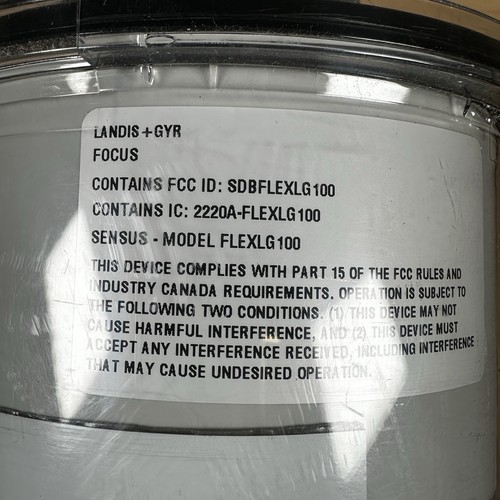 LANDIS+GYR
FOCUS
CONTAINS FCC ID: SDBFLEXLG100
CONTAINS IC: 2220A-FLEXLG100
SENSUS - MODEL FLEXLG100
THIS DEVICE COMPLIES WITH PART 15 OF THE FCC RULES AND
INDUSTRY CANADA REQUIREMENTS. OPERATION IS SUBJECT TO
THE FOLLOWING TWO CONDITIONS. (1) THIS DEVICE MAY NOT
CAUSE HARMFUL INTERFERENCE, AND (2) THIS DEVICE MUST
ACCEPT ANY INTERFERENCE RECEIVED, INCLUDING INTERFERENCE
THAT MAY CAUSE UNDESIRED OPERATION.